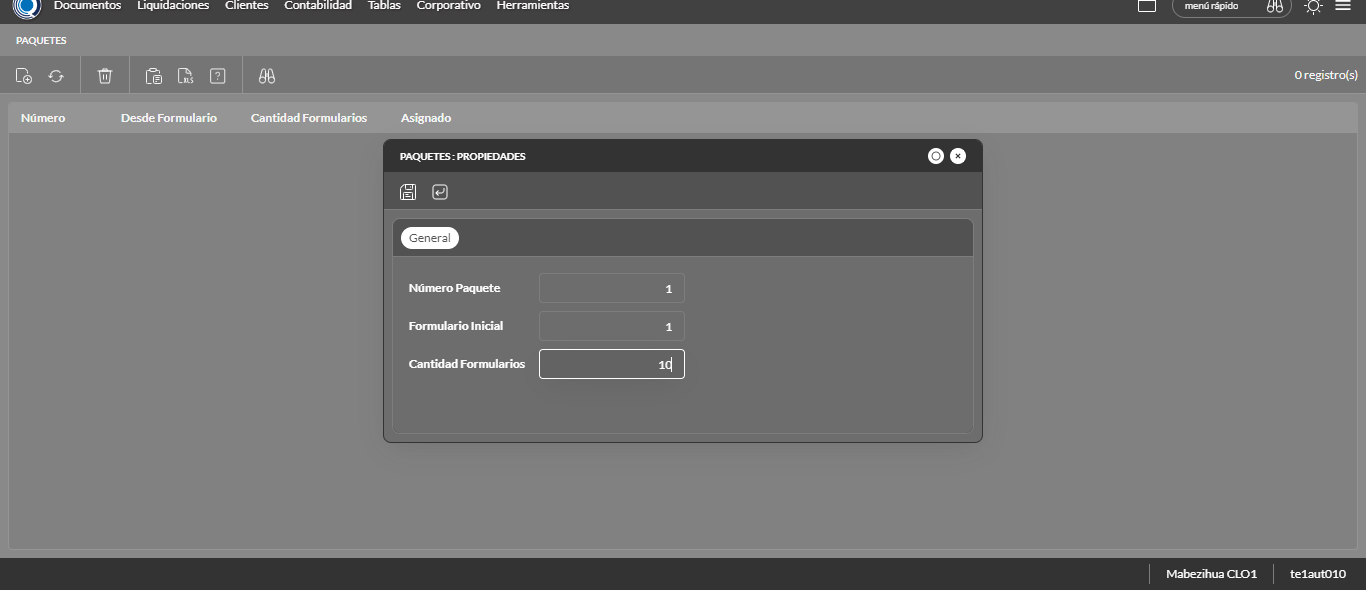 Documentos Liquidaciones Clientes Contabilidad Tablas Corporativo Herramientas menú rápido
PAQUETES
XLS ? 0 registro(s)
Número Desde Formulario Cantidad Formularios Asignado
PAQUETES : PROPIEDADES
General
Número Paquete 1
Formulario Inicial 1
Cantidad Formularios 10
Mabezihua CLO1 te1aut010